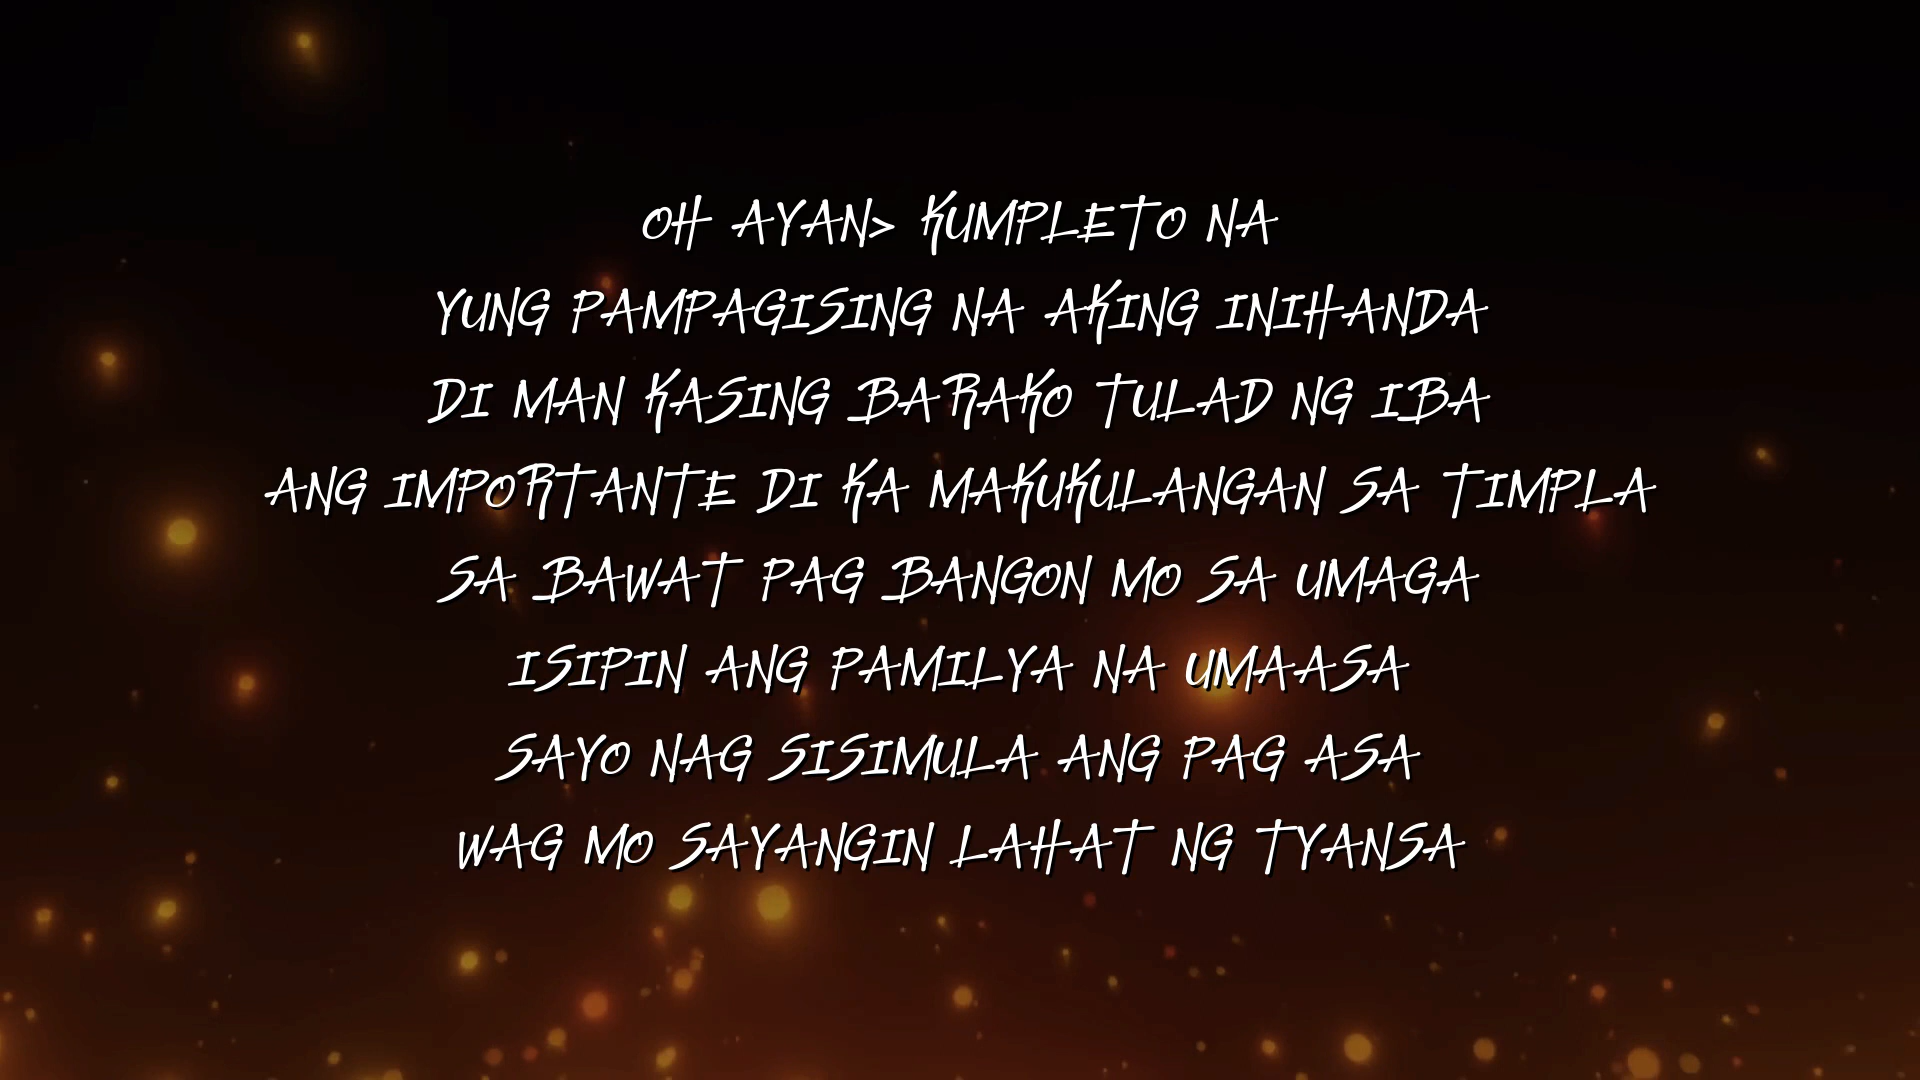 OH AYAN> KUMPLETO NA
YUNG PAMPAGISING NA AKING INIHANDA
DI MAN KASING BARAKO TULAD NG IBA
ANG IMPORTANTE DI KA MAKUKULANGAN SA TIMPLA
SA BAWAT PAG BANGON MO SA UMAGA
ISIPIN ANG PAMILYA NA UMAASA
SAYO NAG SISIMULA ANG PAG ASA
WAG MO SAYANGIN LAHAT NG TYANSA